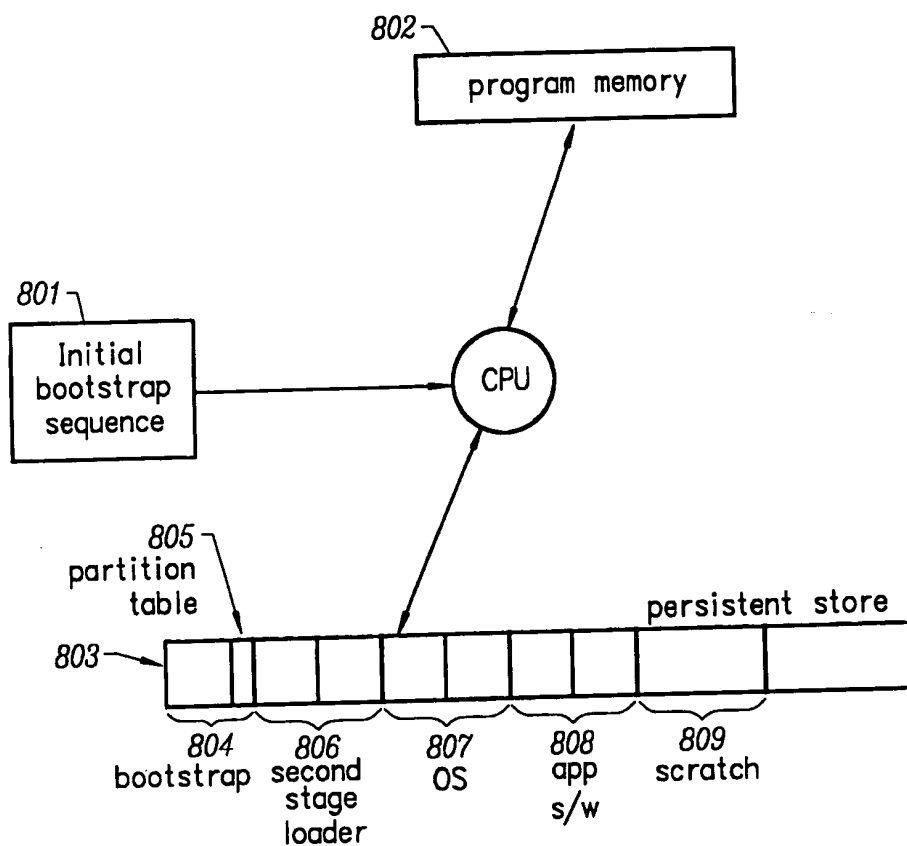 802
program memory
801
Initial
bootstrap
sequence
CPU
805
partition
table
persistent store
803
804
bootstrap
806
second
stage
loader
807
OS
808
app
s/w
809
scratch